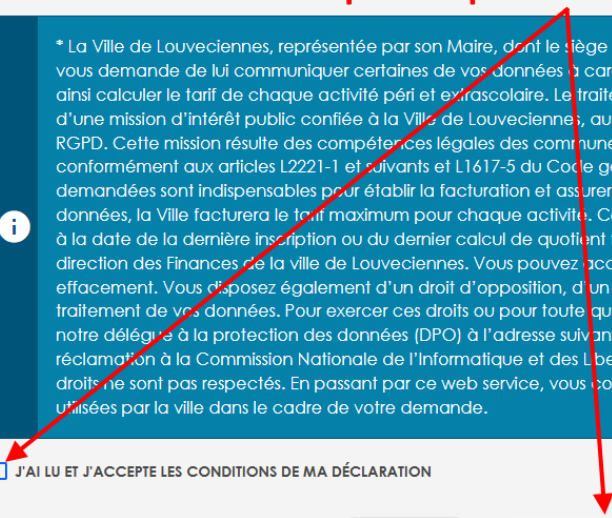 * La Ville de Louveciennes, représentée par son Maire, dont le siège
vous demande de lui communiquer certaines de vos données à car
ainsi calculer le tarif de chaque activité péri et extrascolaire. Le traite
d'une mission d'intérêt public confiée à la Ville de Louveciennes, au
RGPD. Cette mission résulte des compétences légales des commune
conformément aux articles L2221-1 et suivants et L1617-5 du Code g
demandées sont indispensables pour établir la facturation et assurer
données, la Ville facturera le tarif maximum pour chaque activité. C
à la date de la dernière inscription ou du dernier calcul de quotient
direction des Finances de la ville de Louveciennes. Vous pouvez acc
effacement. Vous disposez également d'un droit d'opposition, d'un
traitement de vos données. Pour exercer ces droits ou pour toute qu
notre délégué à la protection des données (DPO) à l'adresse suivan
réclamation à la Commission Nationale de l'Informatique et des Libe
droits ne sont pas respectés. En passant par ce web service, vous co
utilisées par la ville dans le cadre de votre demande.
J'AI LU ET J'ACCEPTE LES CONDITIONS DE MA DÉCLARATION